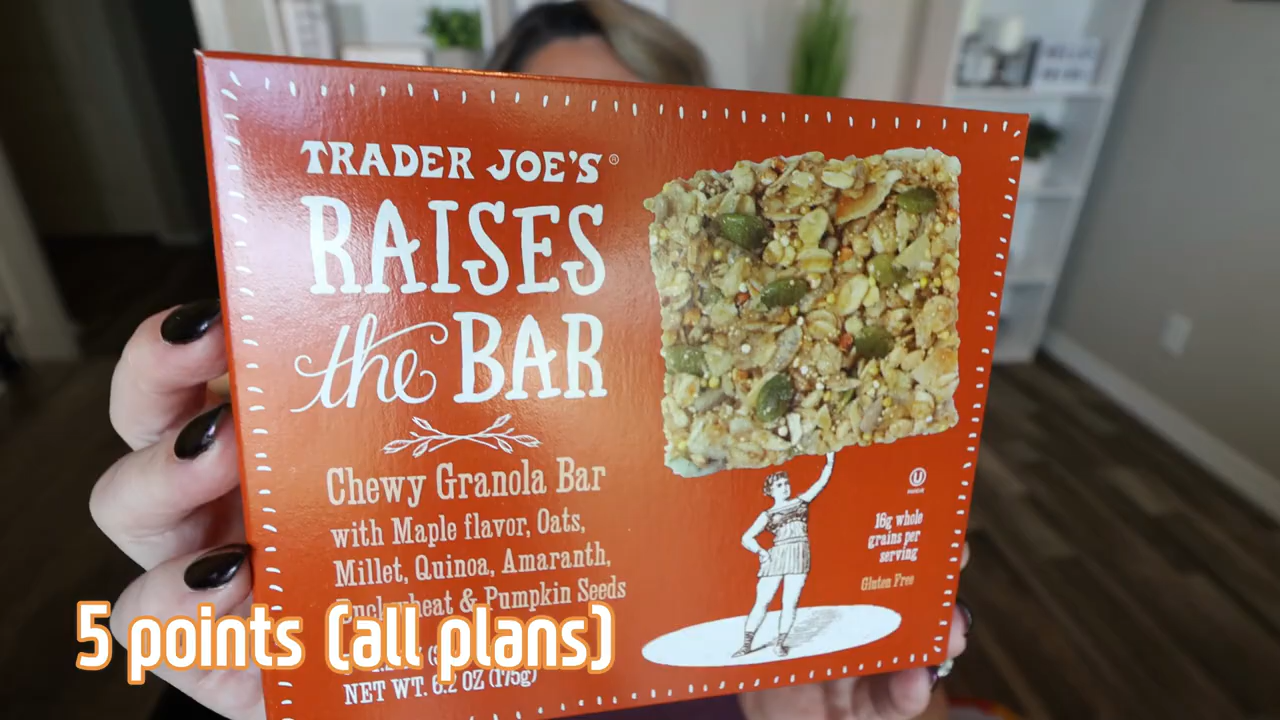 TRADER JOE'S®
RAISES
the BAR
Chewy Granola Bar
with Maple flavor, Oats,
Millet, Quinoa, Amaranth,
& Pumpkin Seeds
5 points (all plans)
NET WT. 6.2 OZ (175g)
U
16g whole
grains per
serving
Gluten Free